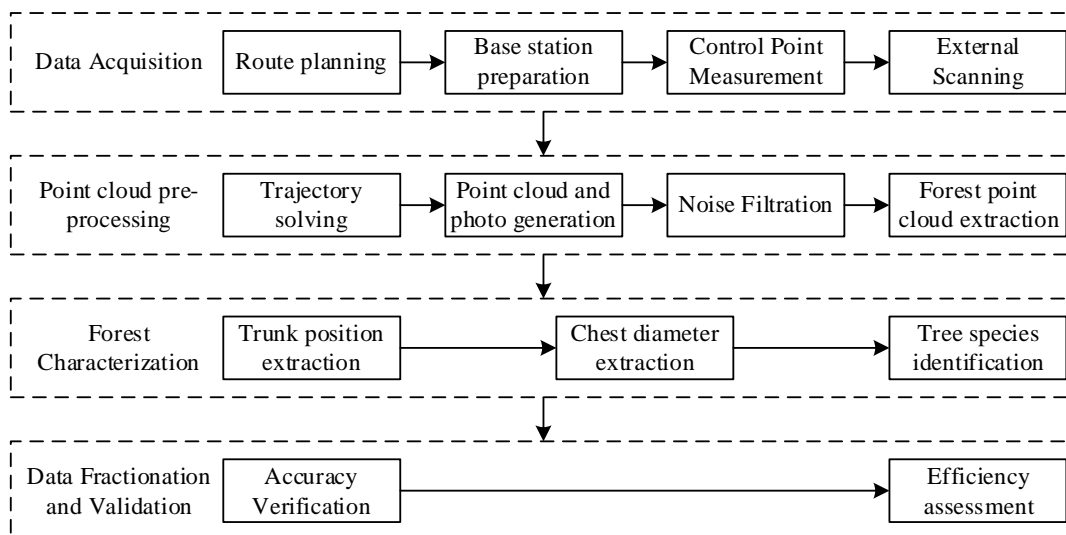 Data Acquisition
Route planning
Base station
preparation
Control Point
Measurement
External
Scanning
Point cloud pre-
processing
Trajectory
solving
Point cloud and
photo generation
Noise Filtration
Forest point
cloud extraction
Forest
Characterization
Trunk position
extraction
Chest diameter
extraction
Tree species
identification
Data Fractionation
and Validation
Accuracy
Verification
Efficiency
assessment